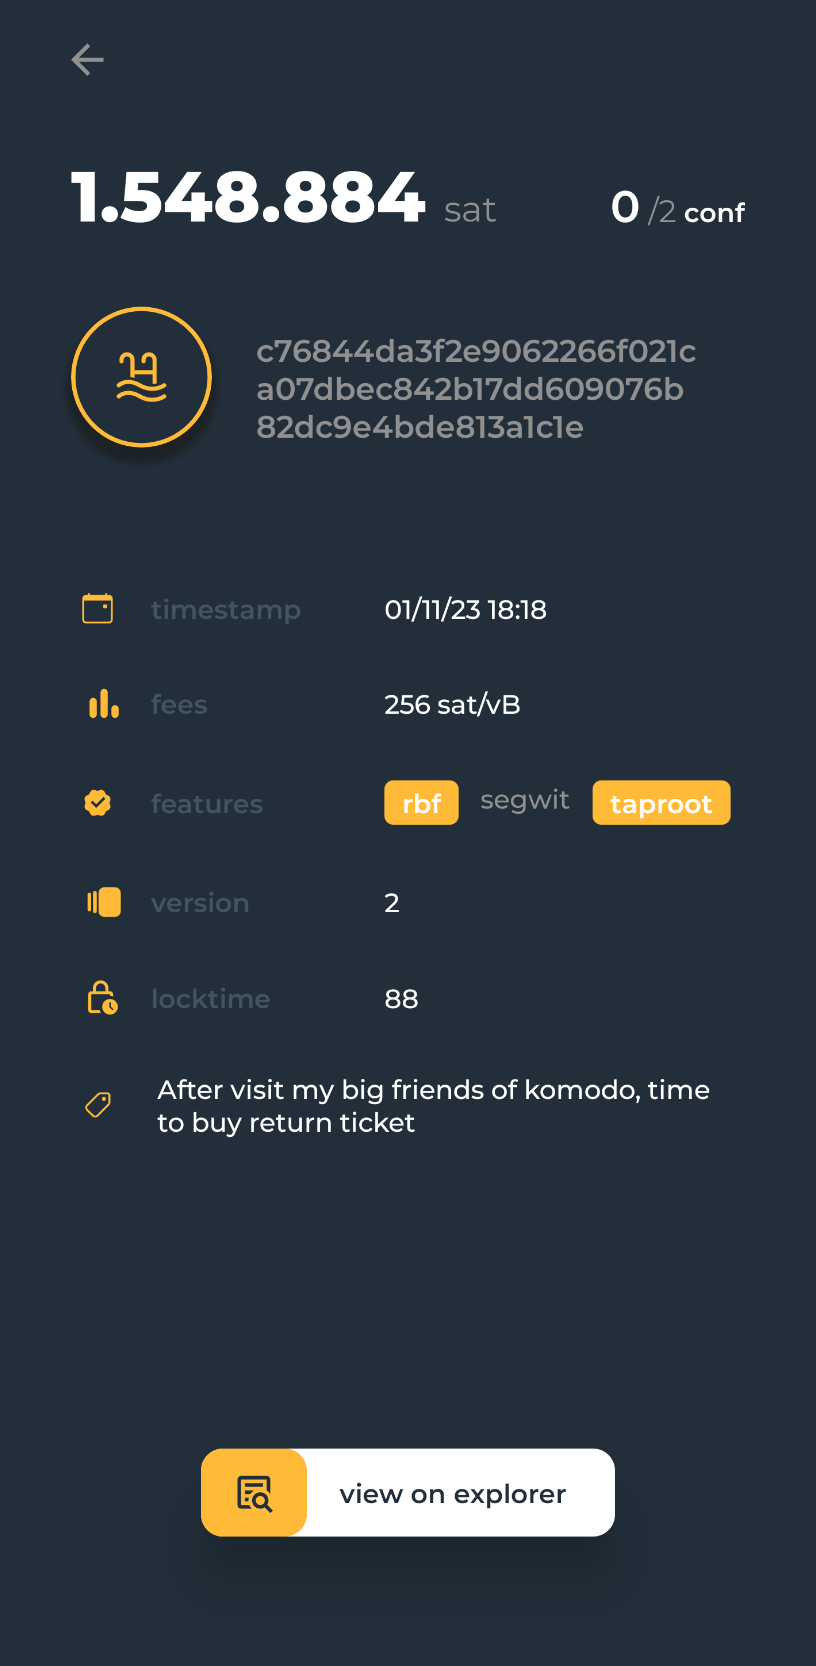 1.548.884 sat 0 /2 conf
c76844da3f2e9062266f021c
a07dbec842b17dd609076b
82dc9e4bde813a1c1e
timestamp 01/11/23 18:18
fees 256 sat/vB
features rbf segwit taproot
version 2
locktime 88
After visit my big friends of komodo, time
to buy return ticket
view on explorer